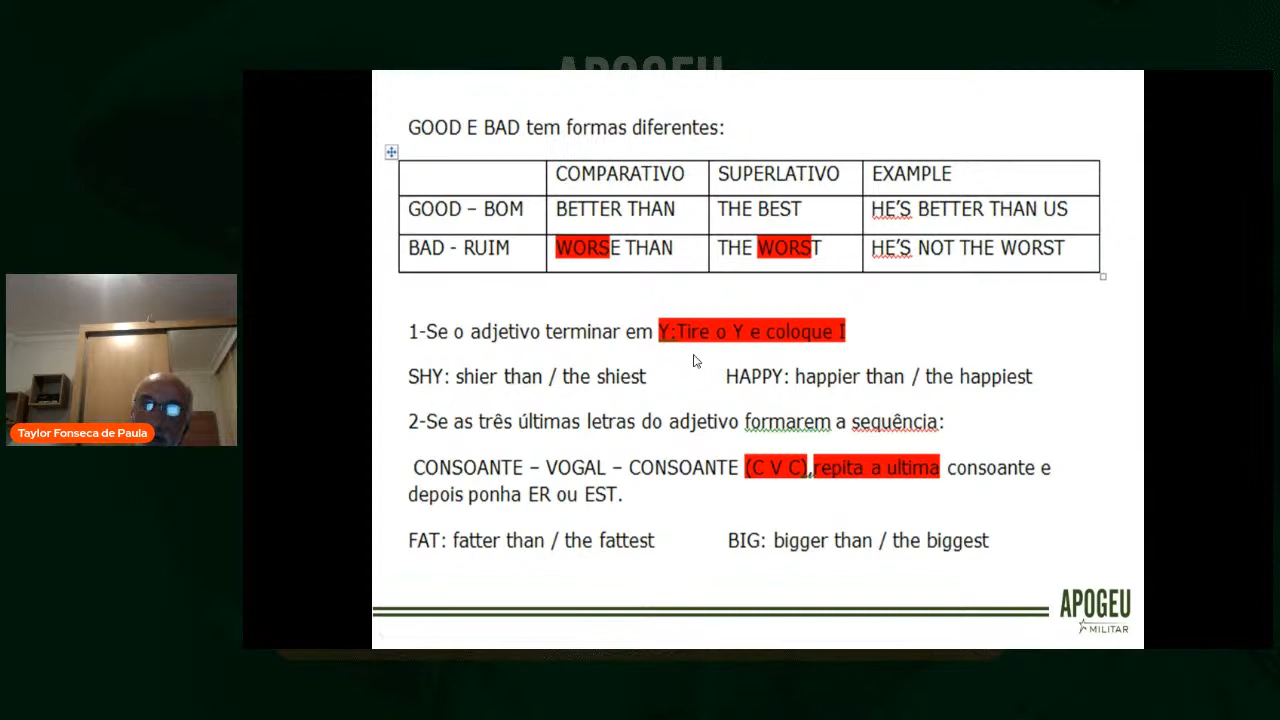 APOGEU
GOOD E BAD tem formas diferentes:
COMPARATIVO SUPERLATIVO EXAMPLE
GOOD – BOM BETTER THAN THE BEST HE'S BETTER THAN US
BAD - RUIM WORSE THAN THE WORST HE'S NOT THE WORST
1-Se o adjetivo terminar em Y:Tire o Y e coloque I
SHY: shier than / the shiest HAPPY: happier than / the happiest
2-Se as três últimas letras do adjetivo formarem a sequência:
CONSOANTE – VOGAL – CONSOANTE (C V C),repita a ultima consoante e
depois ponha ER ou EST.
FAT: fatter than / the fattest BIG: bigger than / the biggest
APOGEU
MILITAR
Taylor Fonseca de Paula